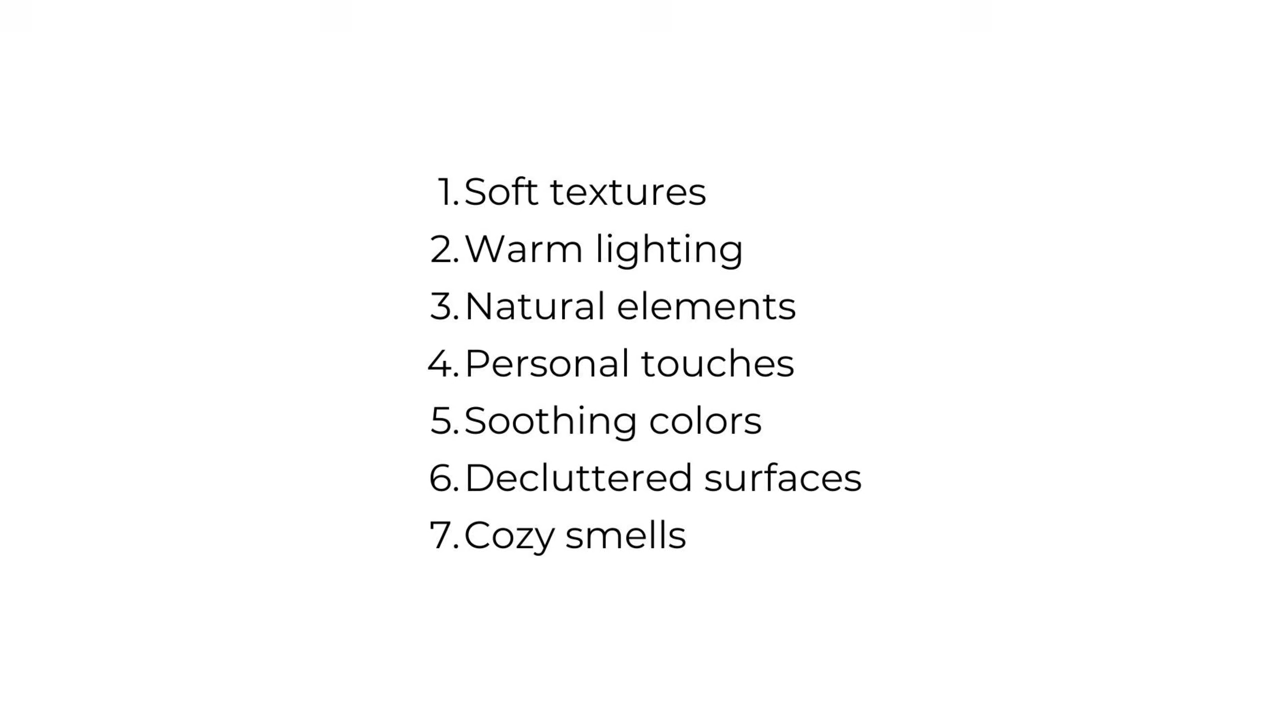 1. Soft textures
2. Warm lighting
3. Natural elements
4. Personal touches
5. Soothing colors
6. Decluttered surfaces
7. Cozy smells